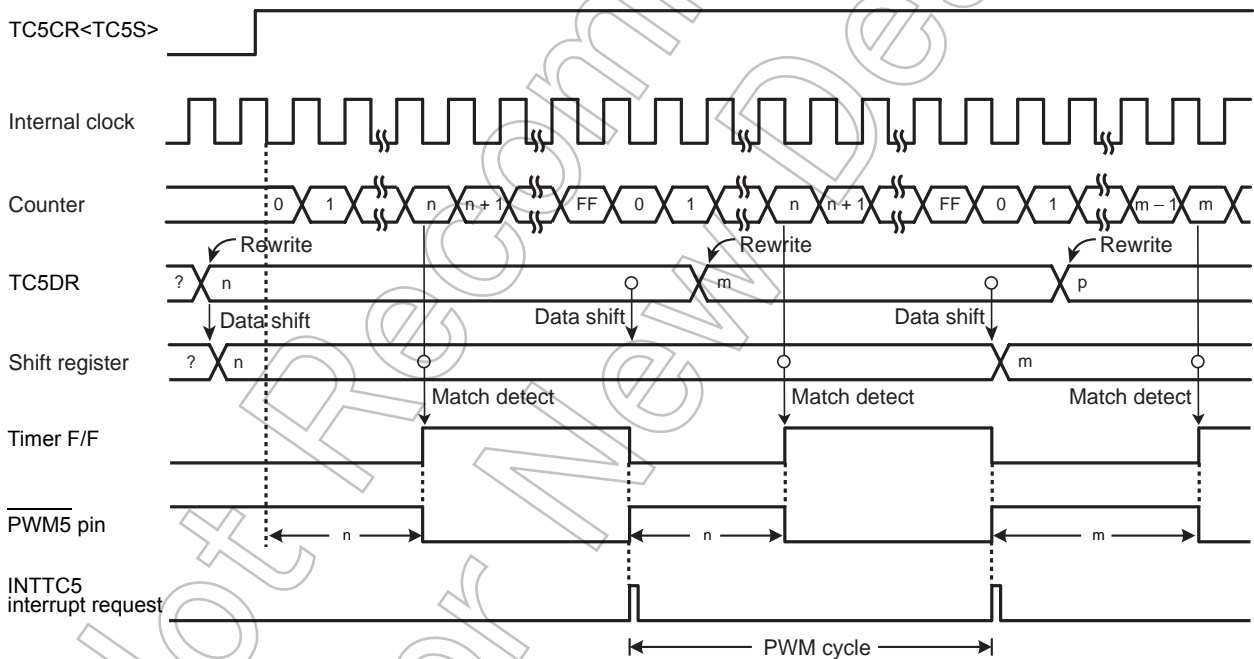 TC5CR<TC5S>
Internal clock
Counter
0 1 n n + 1 FF 0 1 n n + 1 FF 0 1 m – 1 m
Rewrite Rewrite Rewrite
TC5DR
? n m p
Data shift Data shift Data shift
Shift register
? n m
Match detect Match detect Match detect
Timer F/F
PWM5 pin
n n m
INTTC5
interrupt request
PWM cycle